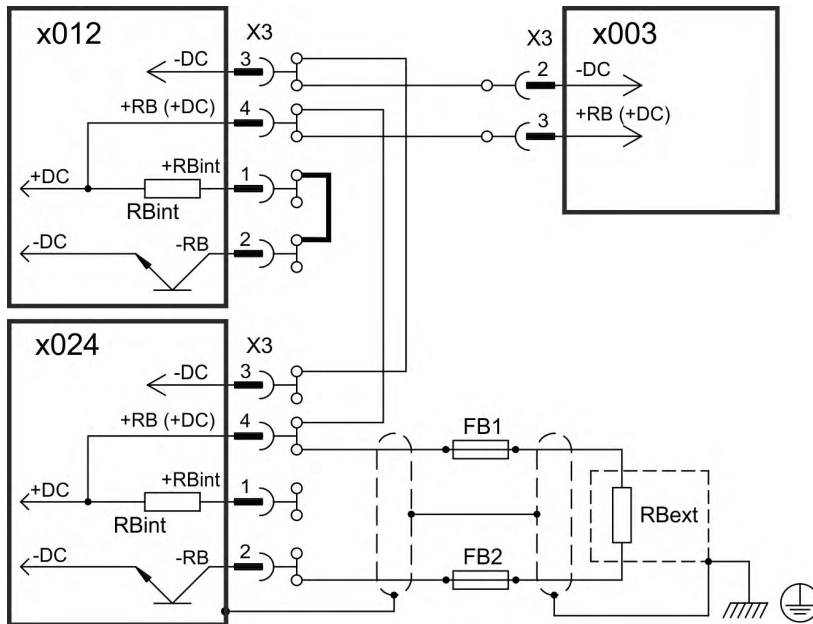 x012
X3
-DC
3
+RB (+DC)
4
+RBint
1
+DC
RBint
-DC
-RB
2
X3
x003
2
-DC
3
+RB (+DC)
x024
X3
-DC
3
+RB (+DC)
4
+RBint
1
+DC
RBint
-DC
-RB
2
FB1
RBext
FB2